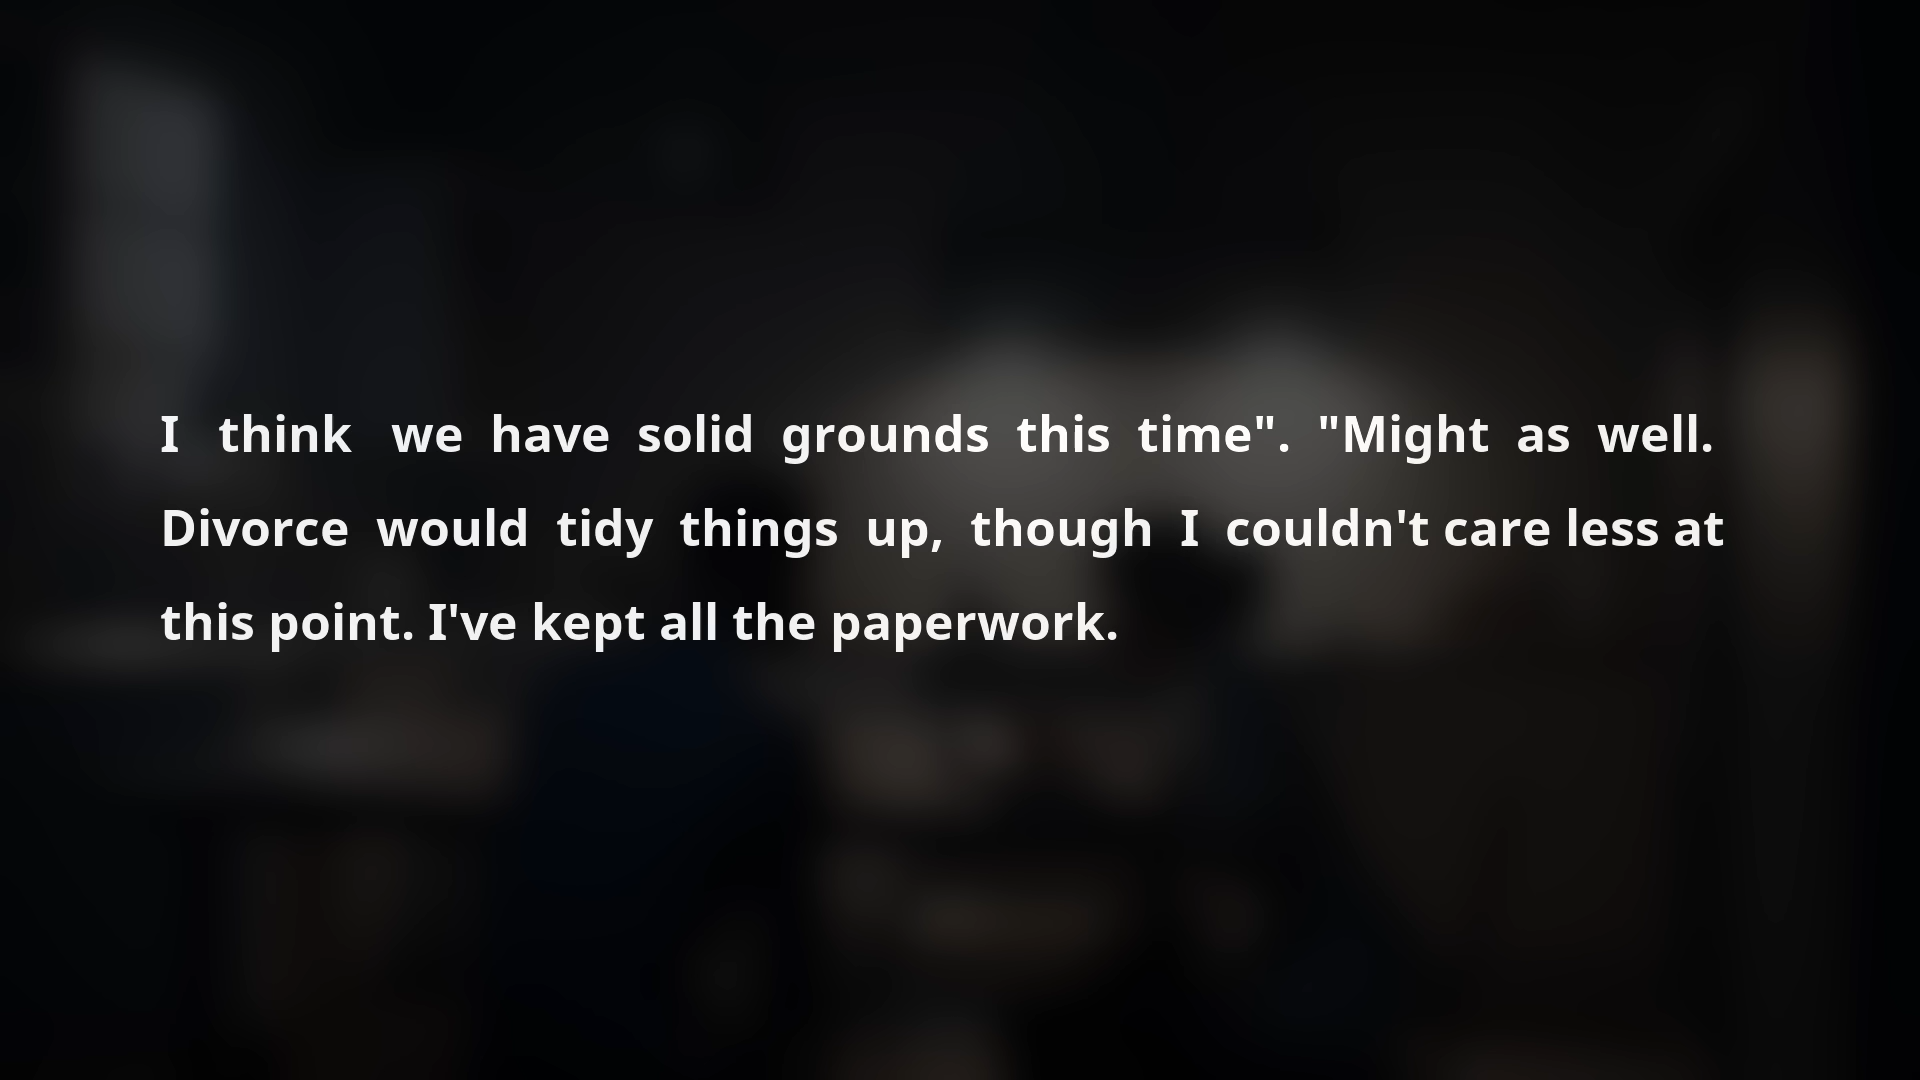 I think we have solid grounds this time". "Might as well.
Divorce would tidy things up, though I couldn't care less at
this point. I've kept all the paperwork.